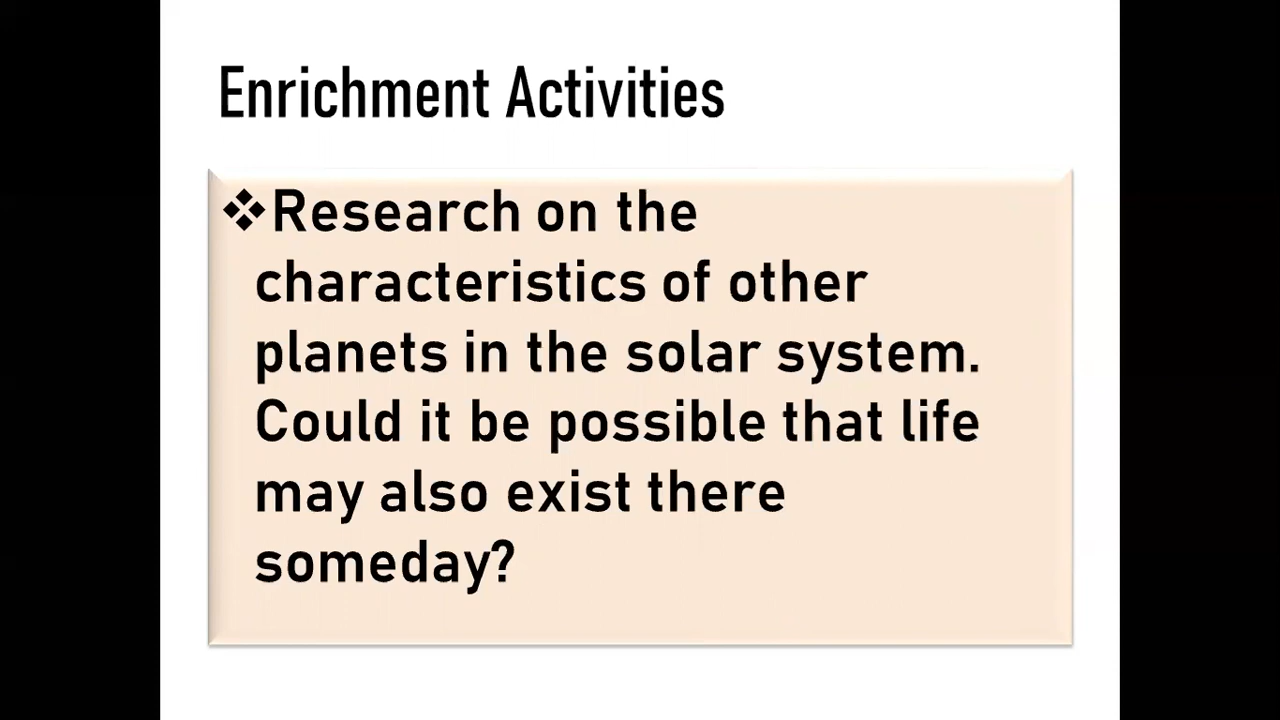 Enrichment Activities
❖Research on the
characteristics of other
planets in the solar system.
Could it be possible that life
may also exist there
someday?